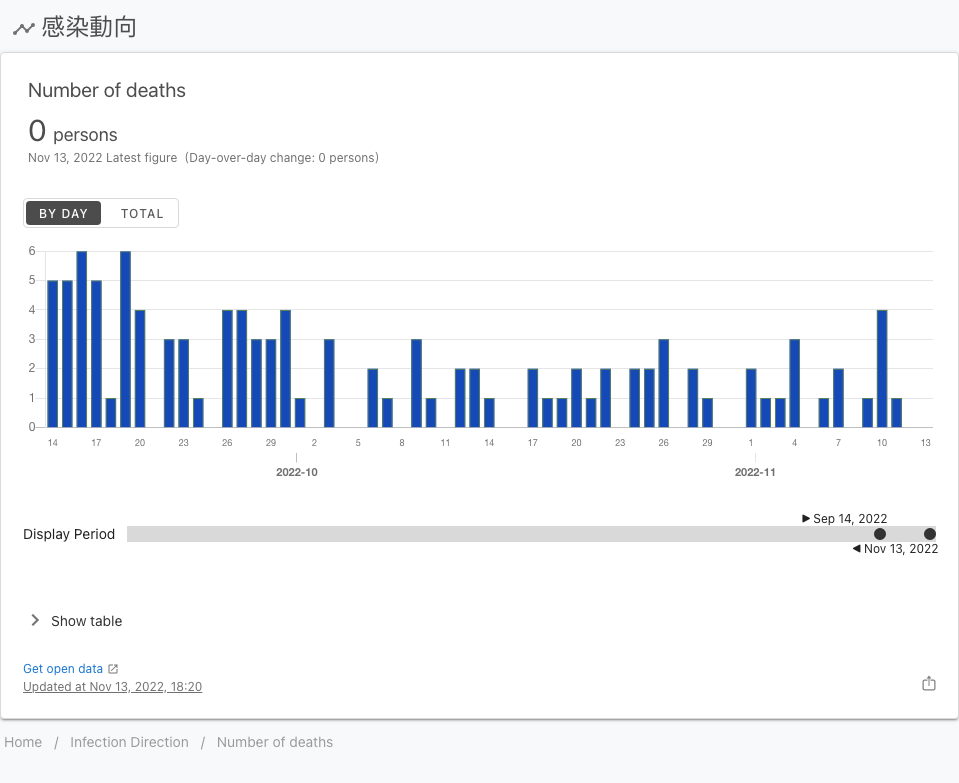 感染動向
Number of deaths
0 persons
Nov 13, 2022 Latest figure (Day-over-day change: 0 persons)
BY DAY TOTAL
6
5
4
3
2
1
0
14 17 20 23 26 29 2 5 8 11 14 17 20 23 26 29 1 4 7 10 13
2022-10 2022-11
Sep 14, 2022
Display Period
Nov 13, 2022
Show table
Get open data
Updated at Nov 13, 2022, 18:20
Home / Infection Direction / Number of deaths